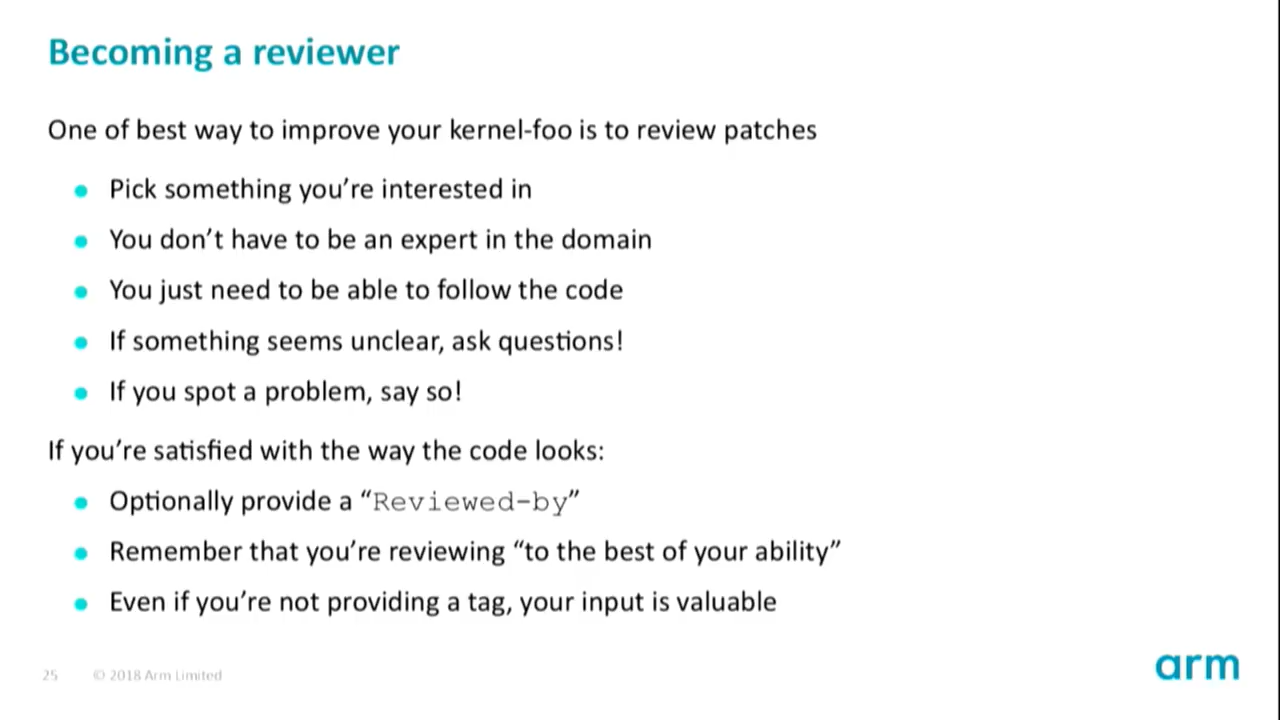 Becoming a reviewer
One of best way to improve your kernel-foo is to review patches
Pick something you’re interested in
You don’t have to be an expert in the domain
You just need to be able to follow the code
If something seems unclear, ask questions!
If you spot a problem, say so!
If you’re satisfied with the way the code looks:
Optionally provide a “Reviewed-by”
Remember that you’re reviewing “to the best of your ability”
Even if you’re not providing a tag, your input is valuable
25 © 2018 Arm Limited
arm